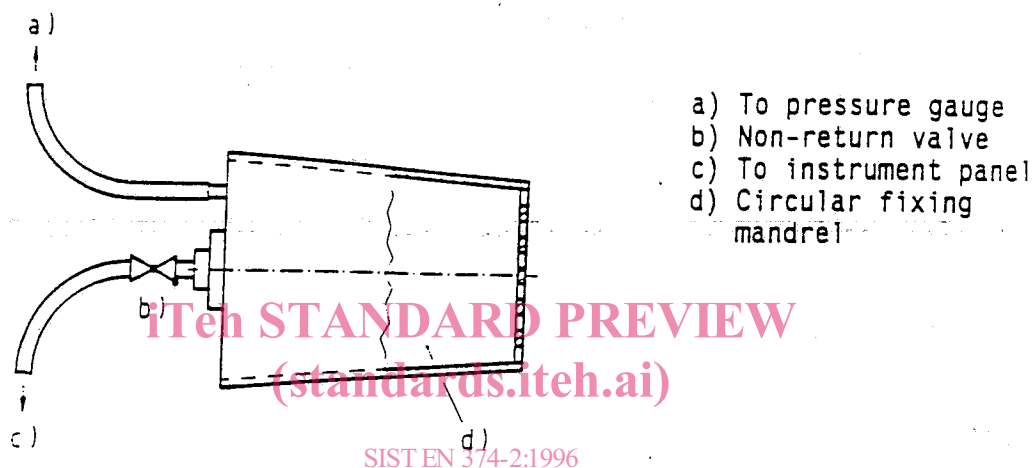 a)
a) To pressure gauge
b) Non-return valve
c) To instrument panel
d) Circular fixing
mandrel
b)
iTeh STANDARD PREVIEW
(standards.iteh.ai)
c)
d)
SIST EN 374-2:1996